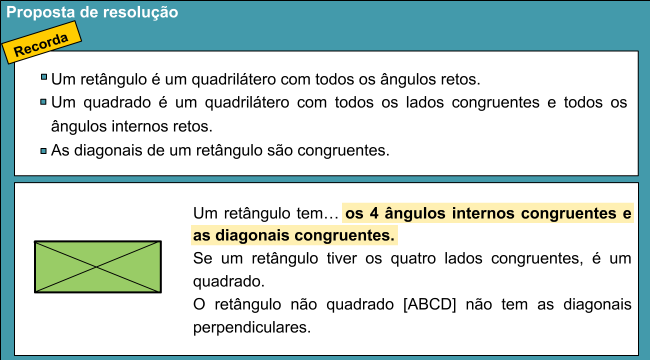 Proposta de resolução
Recorda
Um retângulo é um quadrilátero com todos os ângulos retos.
Um quadrado é um quadrilátero com todos os lados congruentes e todos os
ângulos internos retos.
As diagonais de um retângulo são congruentes.
Um retângulo tem… os 4 ângulos internos congruentes e
as diagonais congruentes.
Se um retângulo tiver os quatro lados congruentes, é um
quadrado.
O retângulo não quadrado [ABCD] não tem as diagonais
perpendiculares.